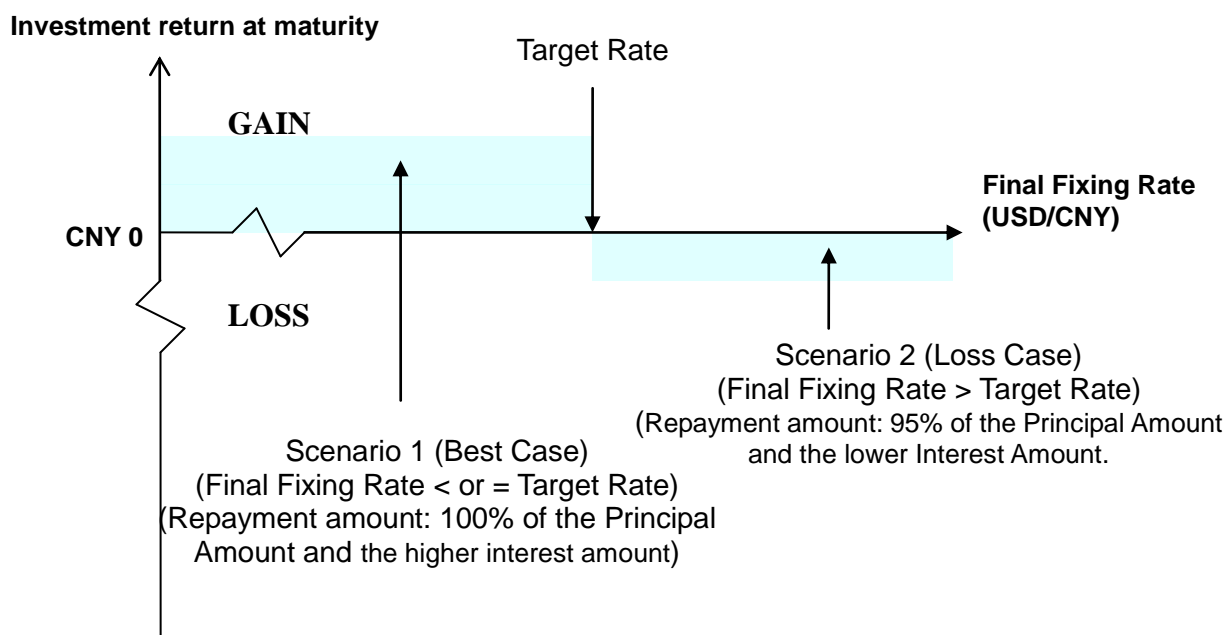 Investment return at maturity
Target Rate
GAIN
Final Fixing Rate
(USD/CNY)
CNY 0
LOSS
Scenario 2 (Loss Case)
(Final Fixing Rate > Target Rate)
(Repayment amount: 95% of the Principal Amount
and the lower Interest Amount.
Scenario 1 (Best Case)
(Final Fixing Rate < or = Target Rate)
(Repayment amount: 100% of the Principal
Amount and the higher interest amount)